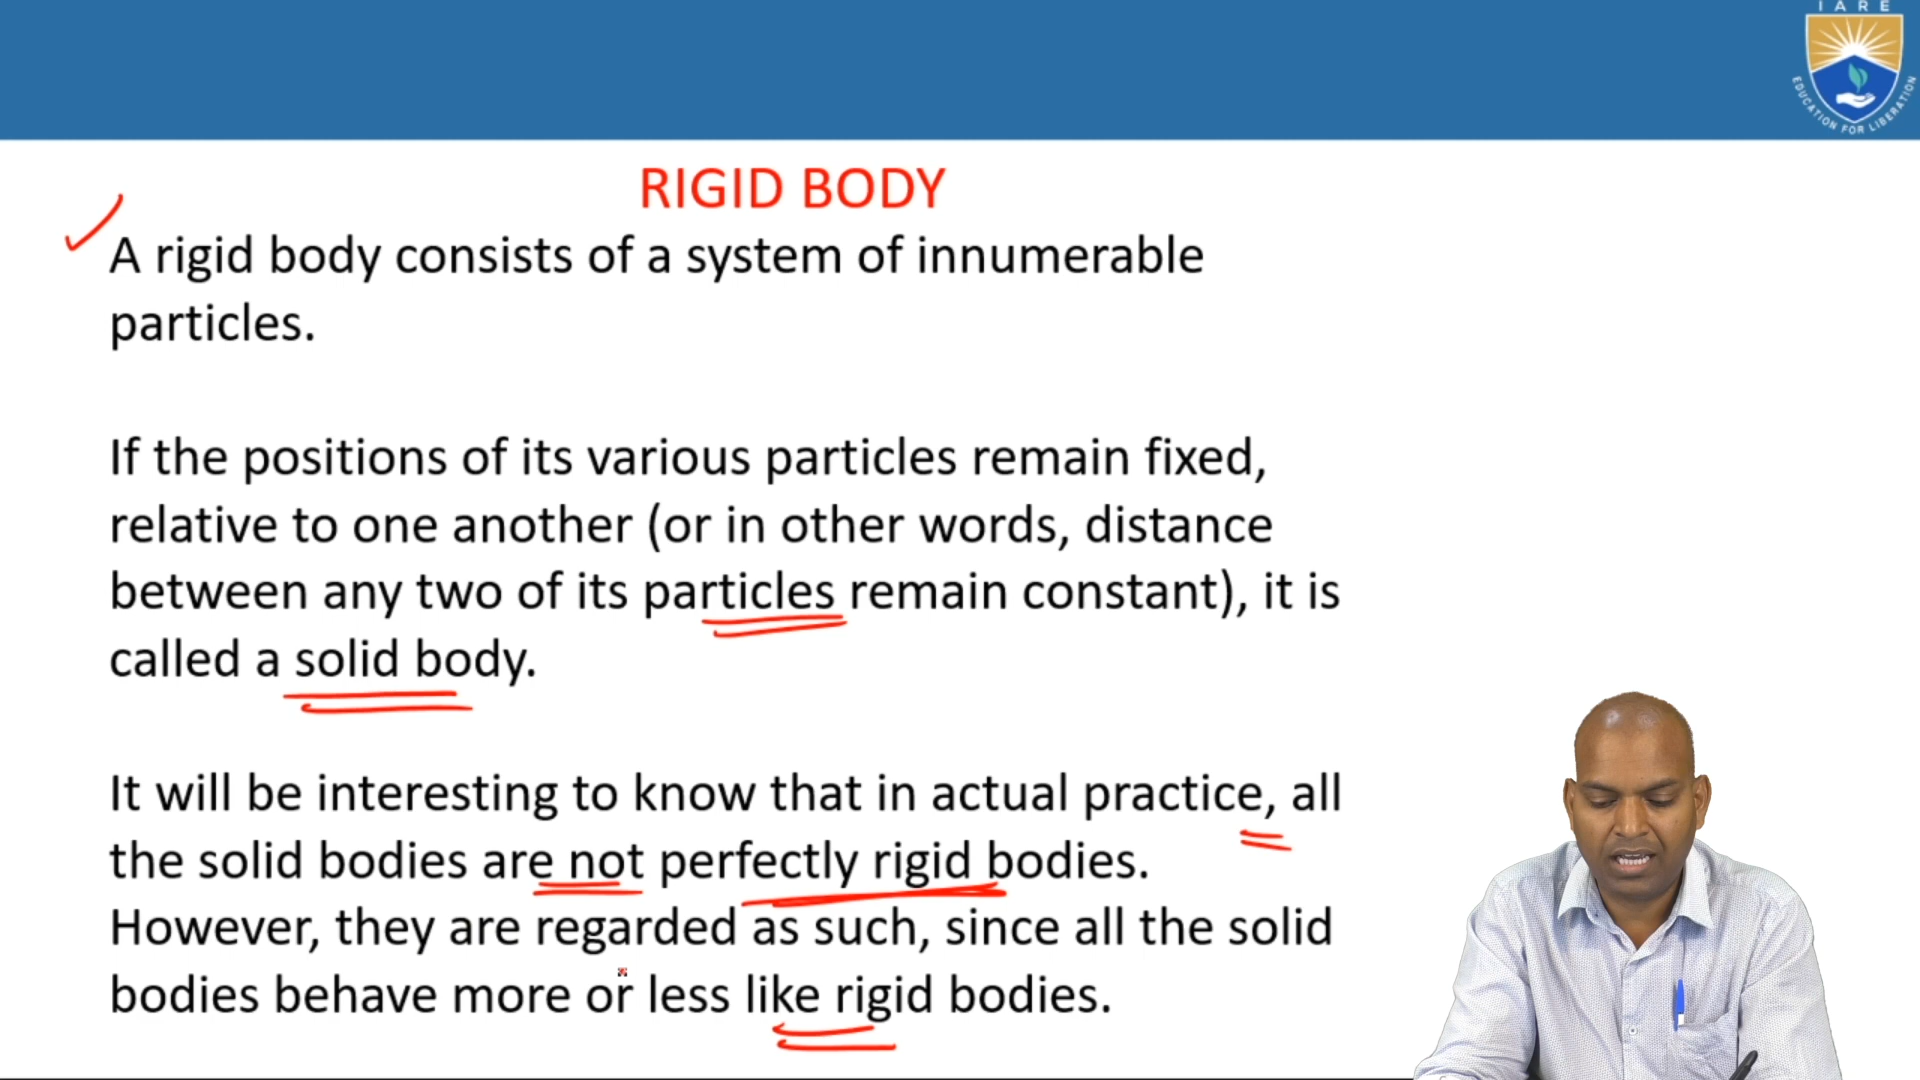 IARE
EDUCATION FOR LIBERATION
RIGID BODY
A rigid body consists of a system of innumerable
particles.
If the positions of its various particles remain fixed,
relative to one another (or in other words, distance
between any two of its particles remain constant), it is
called a solid body.
It will be interesting to know that in actual practice, all
the solid bodies are not perfectly rigid bodies.
However, they are regarded as such, since all the solid
bodies behave more or less like rigid bodies.